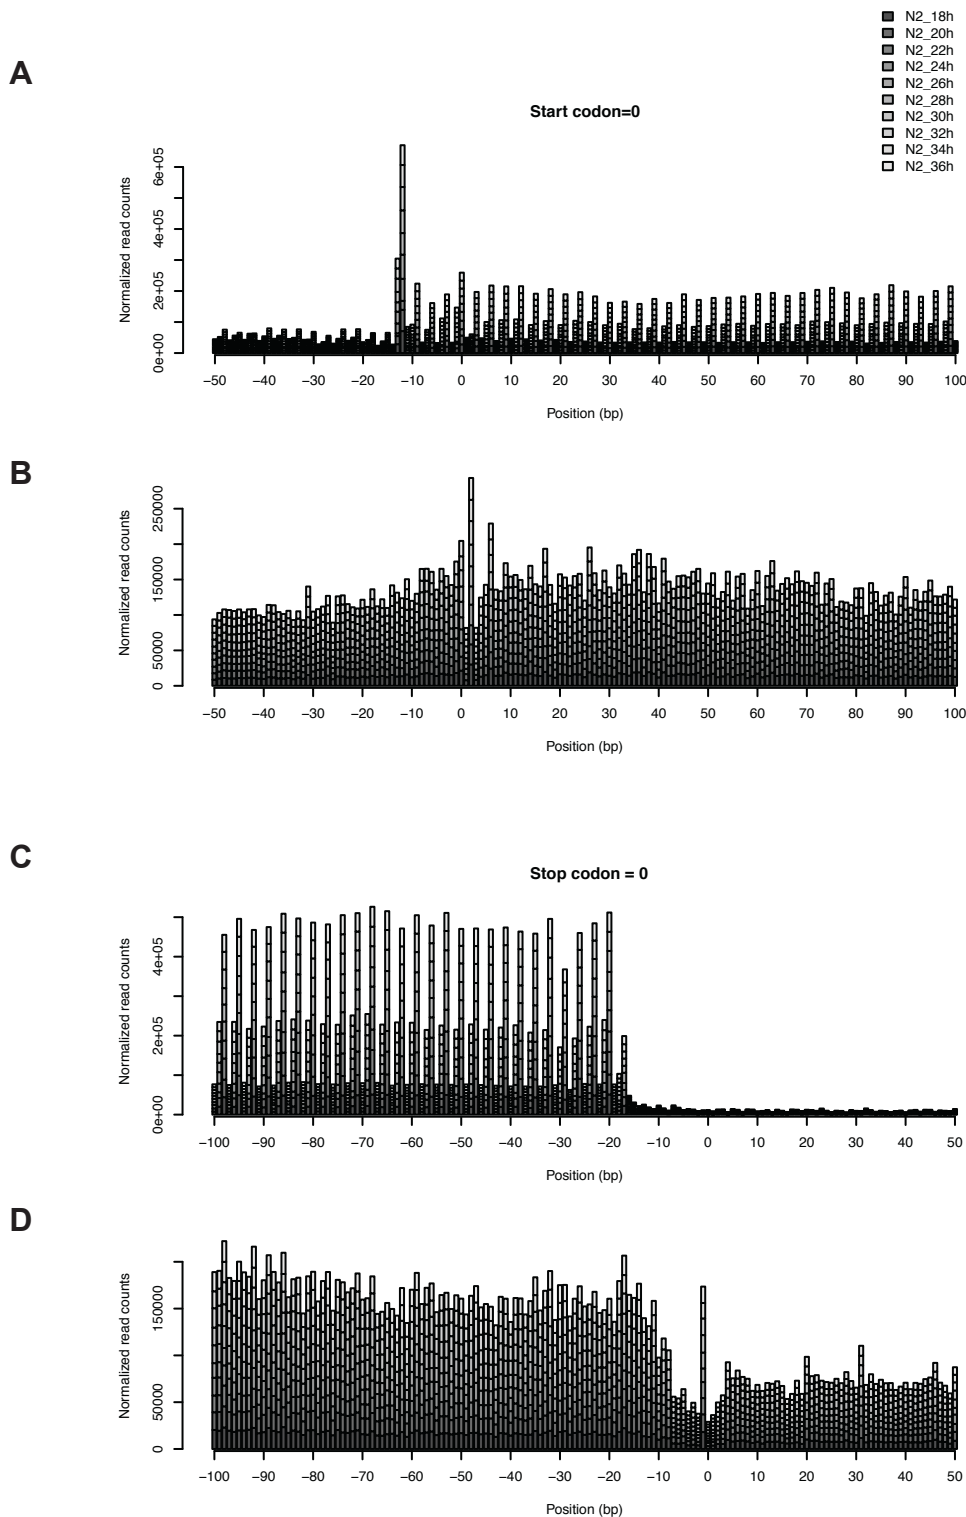 N2_18h
N2_20h
N2_22h
N2_24h
N2_26h
N2_28h
N2_30h
N2_32h
N2_34h
N2_36h
A
Start codon=0
Normalized read counts
0e+00 2e+05 4e+05 6e+05
−50 −40 −30 −20 −10 0 10 20 30 40 50 60 70 80 90 100
Position (bp)
B
Normalized read counts
0 50000 150000 250000
−50 −40 −30 −20 −10 0 10 20 30 40 50 60 70 80 90 100
Position (bp)
C
Stop codon = 0
Normalized read counts
0e+00 2e+05 4e+05
−100 −90 −80 −70 −60 −50 −40 −30 −20 −10 0 10 20 30 40 50
Position (bp)
D
Normalized read counts
0 50000 150000
−100 −90 −80 −70 −60 −50 −40 −30 −20 −10 0 10 20 30 40 50
Position (bp)